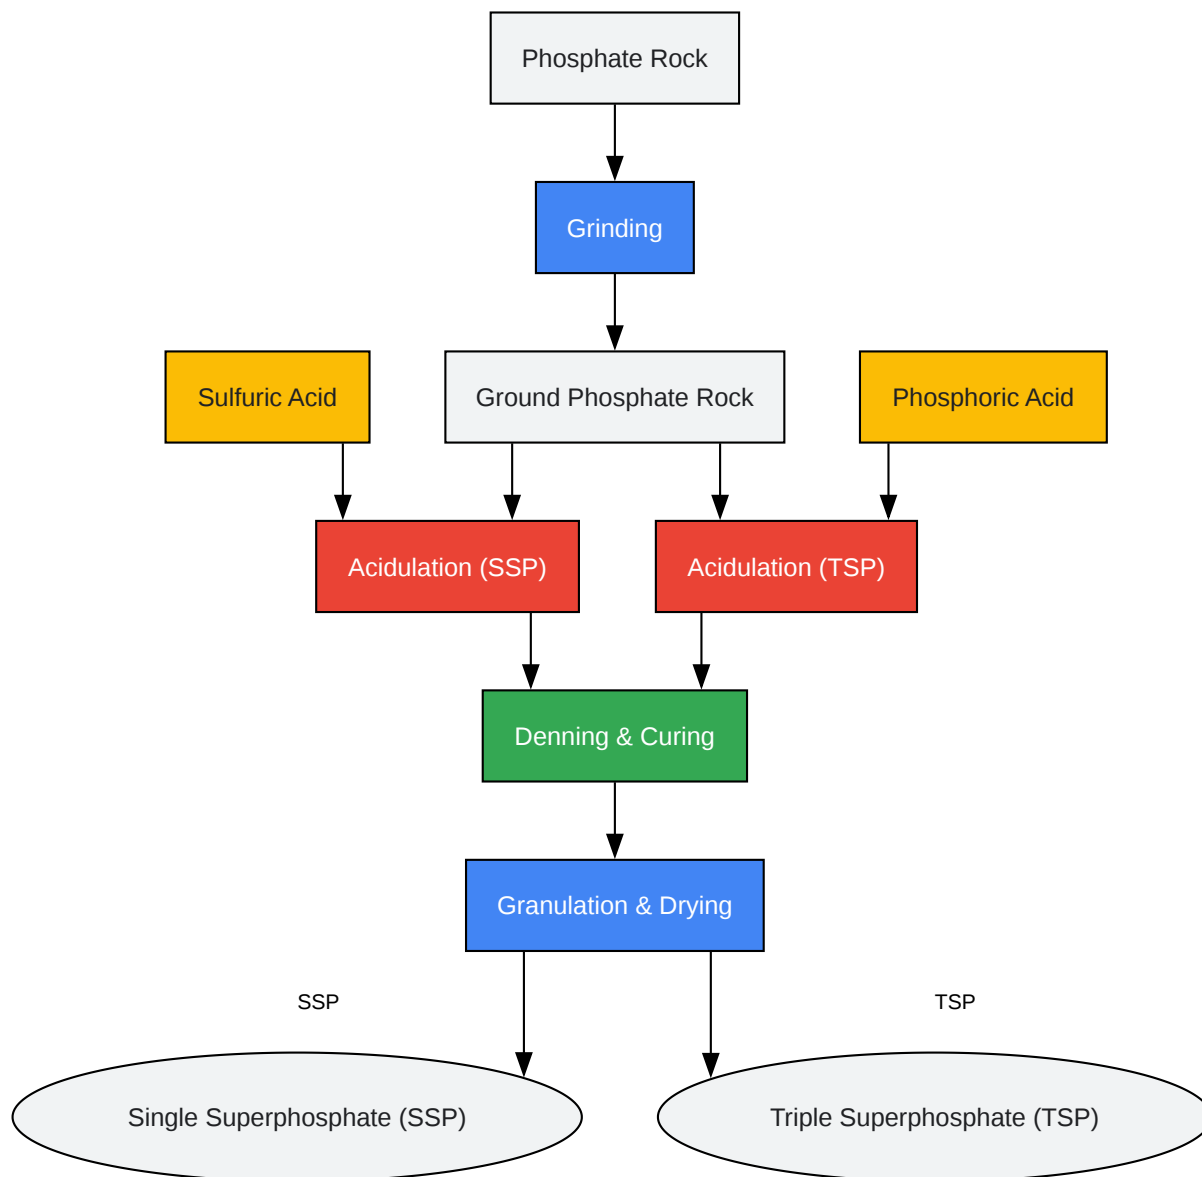 Phosphate Rock
Grinding
Sulfuric Acid
Ground Phosphate Rock
Phosphoric Acid
Acidulation (SSP)
Acidulation (TSP)
Denning & Curing
Granulation & Drying
SSP
TSP
Single Superphosphate (SSP)
Triple Superphosphate (TSP)